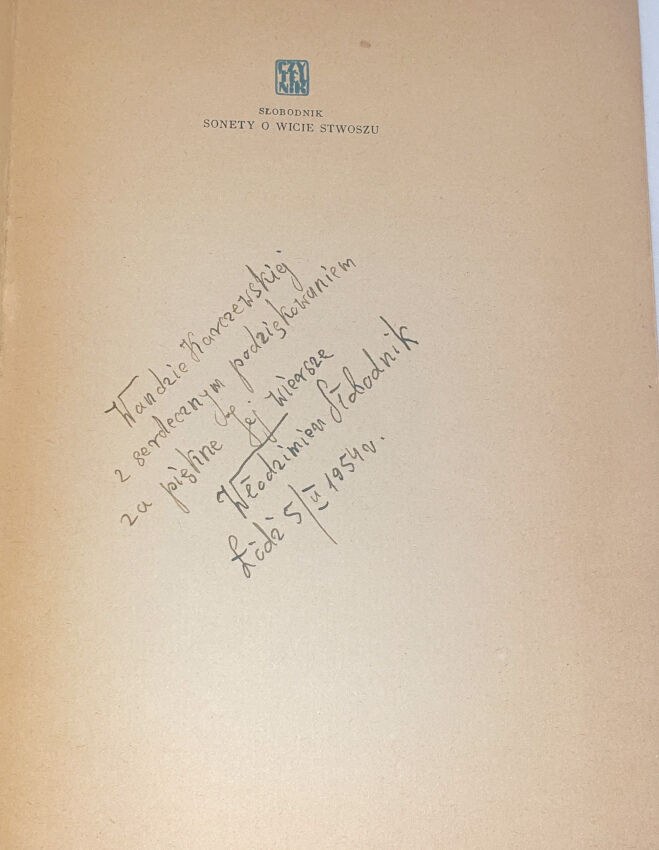 CZY
TEL
NIK
SŁOBODNIK
SONETY O WICIE STWOSZU
Wandzie Karczewskiej
z serdecznym podziękowaniem
za piękne Jej wiersze
Włodzimierz Słobodnik
Łódź 5/II 1954 r.